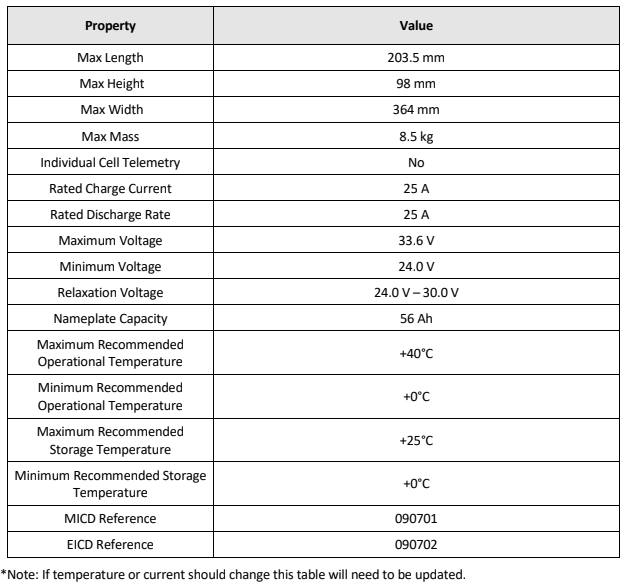 Property Value
Max Length 203.5 mm
Max Height 98 mm
Max Width 364 mm
Max Mass 8.5 kg
Individual Cell Telemetry No
Rated Charge Current 25 A
Rated Discharge Rate 25 A
Maximum Voltage 33.6 V
Minimum Voltage 24.0 V
Relaxation Voltage 24.0 V – 30.0 V
Nameplate Capacity 56 Ah
Maximum Recommended
Operational Temperature +40°C
Minimum Recommended
Operational Temperature +0°C
Maximum Recommended
Storage Temperature +25°C
Minimum Recommended Storage
Temperature +0°C
MICD Reference 090701
EICD Reference 090702
*Note: If temperature or current should change this table will need to be updated.